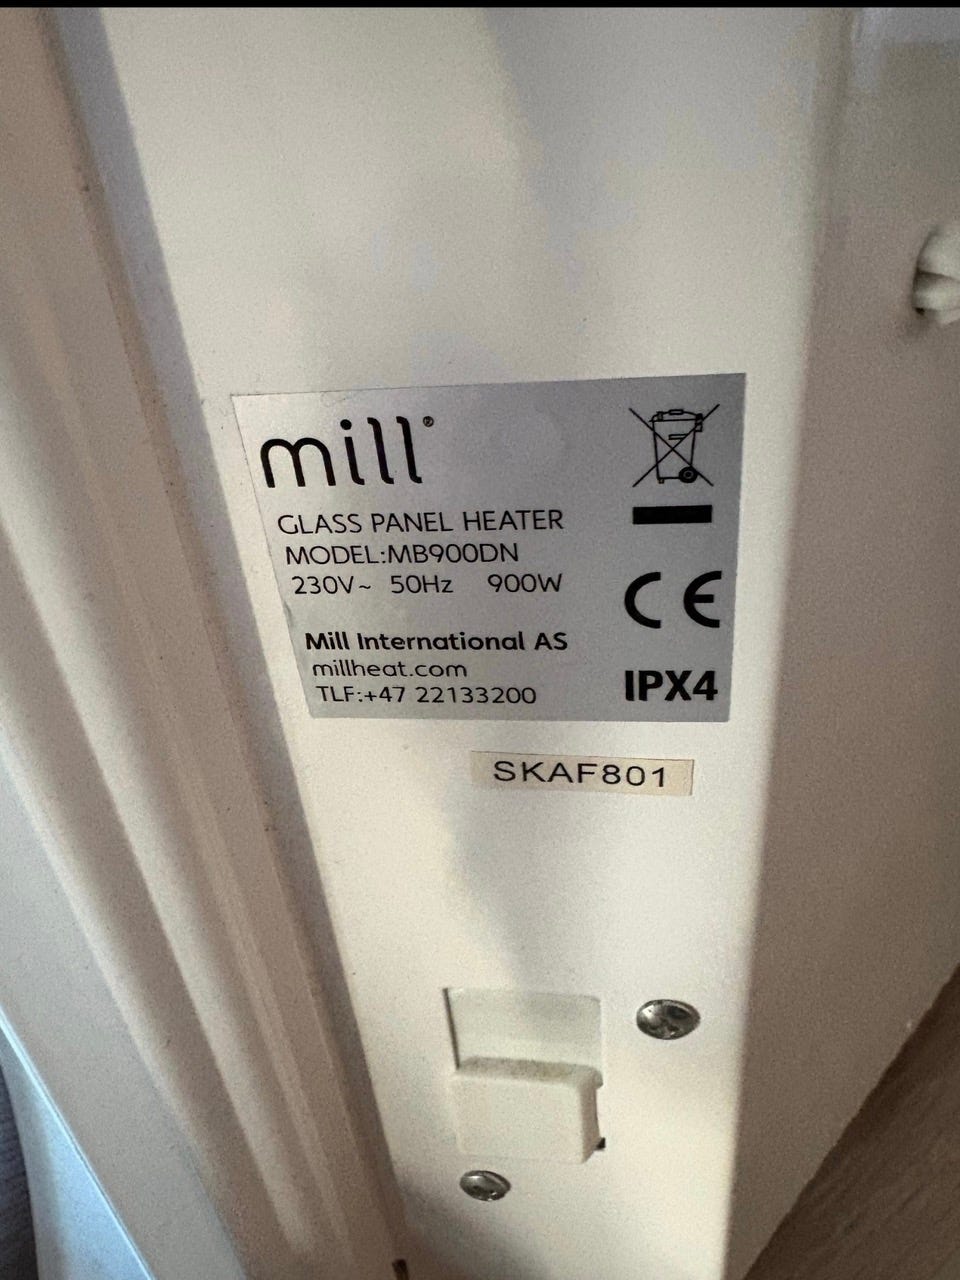 mill®
GLASS PANEL HEATER
MODEL:MB900DN
230V~ 50Hz 900W
Mill International AS
millheat.com
TLF:+47 22133200
CE
IPX4
SKAF801